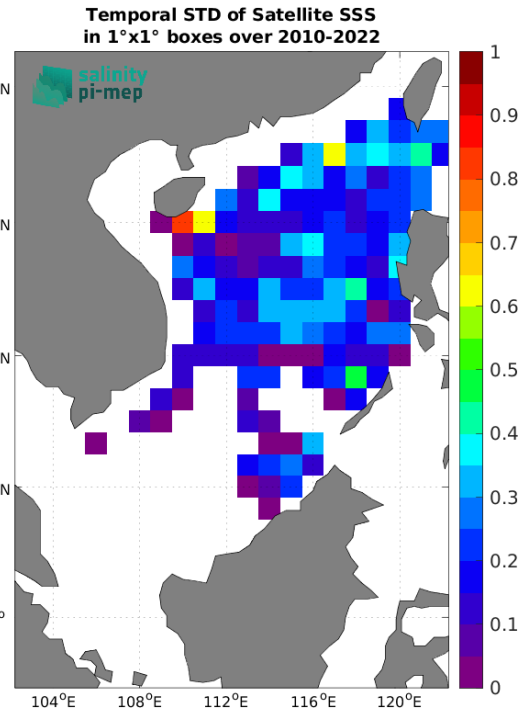 Temporal STD of Satellite SSS
in 1°x1° boxes over 2010-2022
salinity
pi-mep
1
0.9
0.8
0.7
0.6
0.5
0.4
0.3
0.2
0.1
0
N
N
N
N
o
104°E 108°E 112°E 116°E 120°E